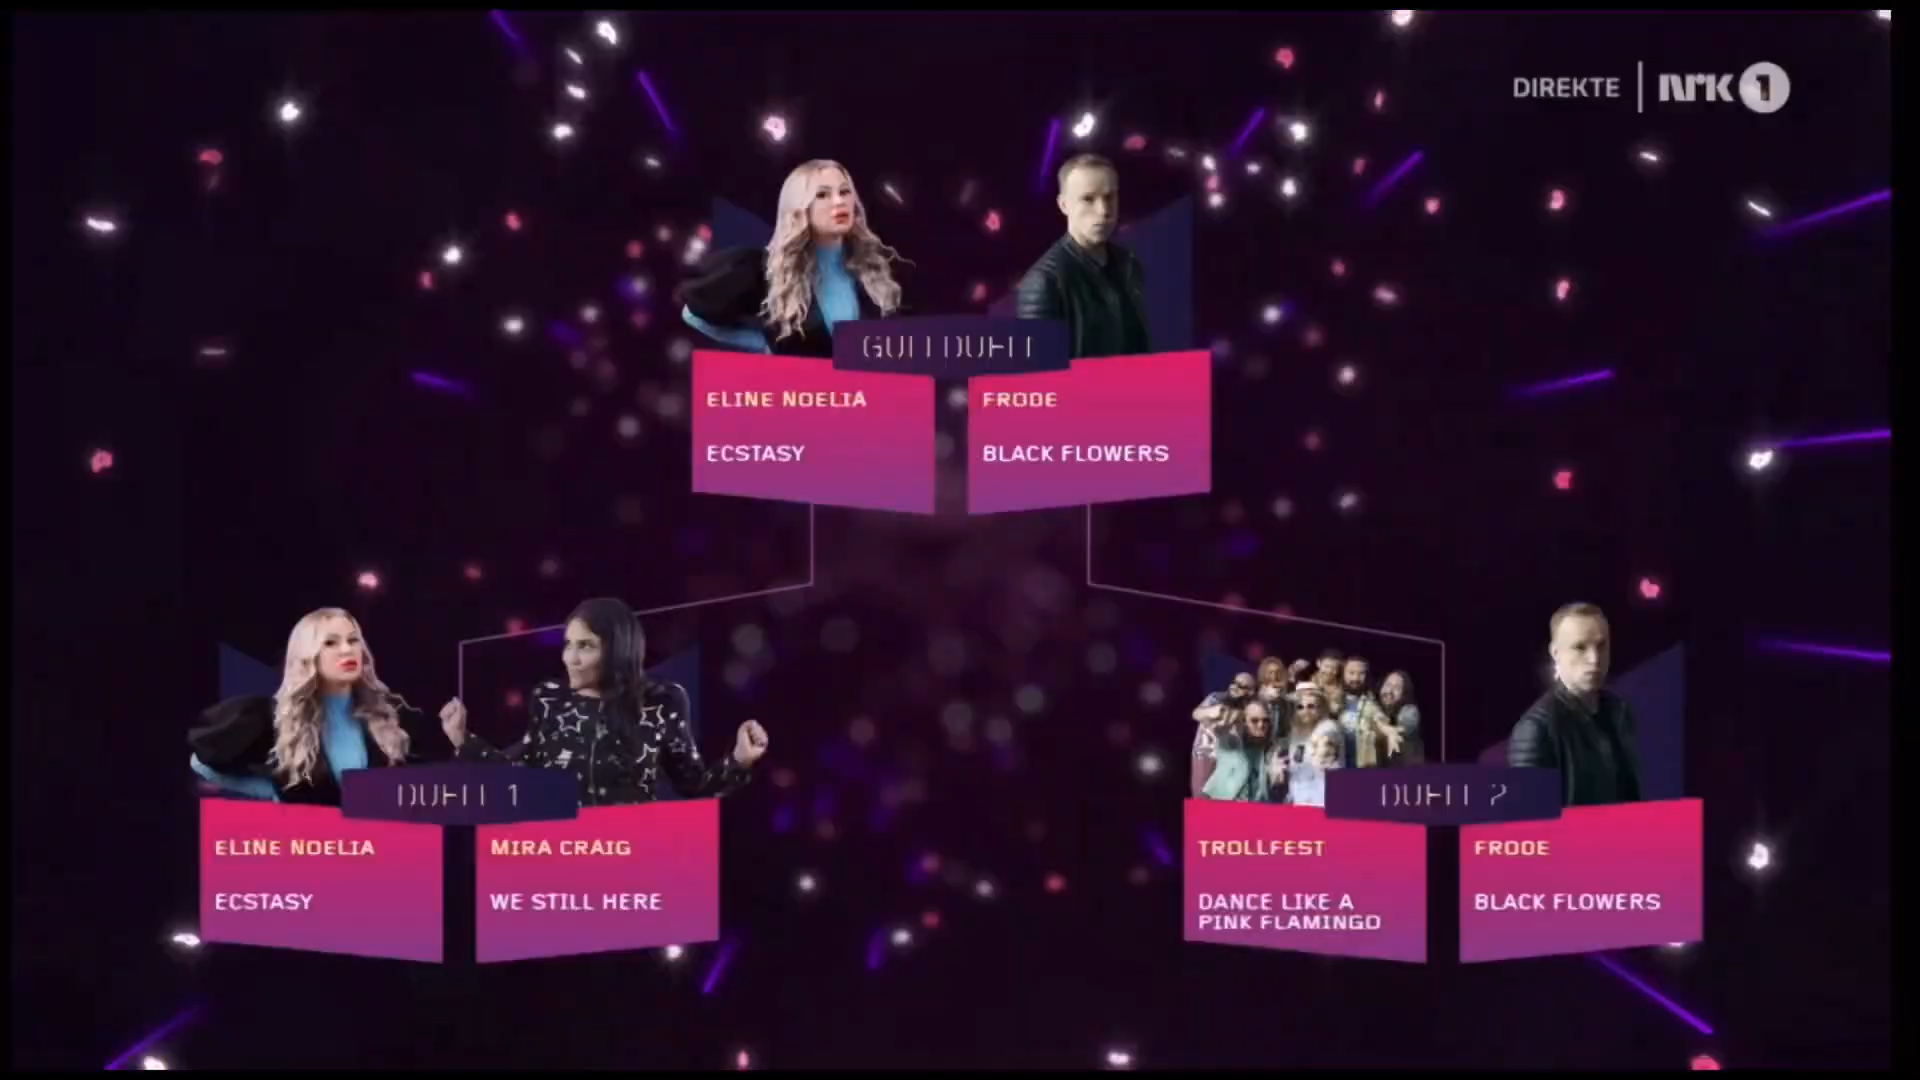 DIREKTE | nrk 1
GULLDUELL
ELINE NOELIA
ECSTASY
FRODE
BLACK FLOWERS
DUELL 1
ELINE NOELIA
ECSTASY
MIRA CRAIG
WE STILL HERE
DUELL 2
TROLLFEST
DANCE LIKE A
PINK FLAMINGO
FRODE
BLACK FLOWERS